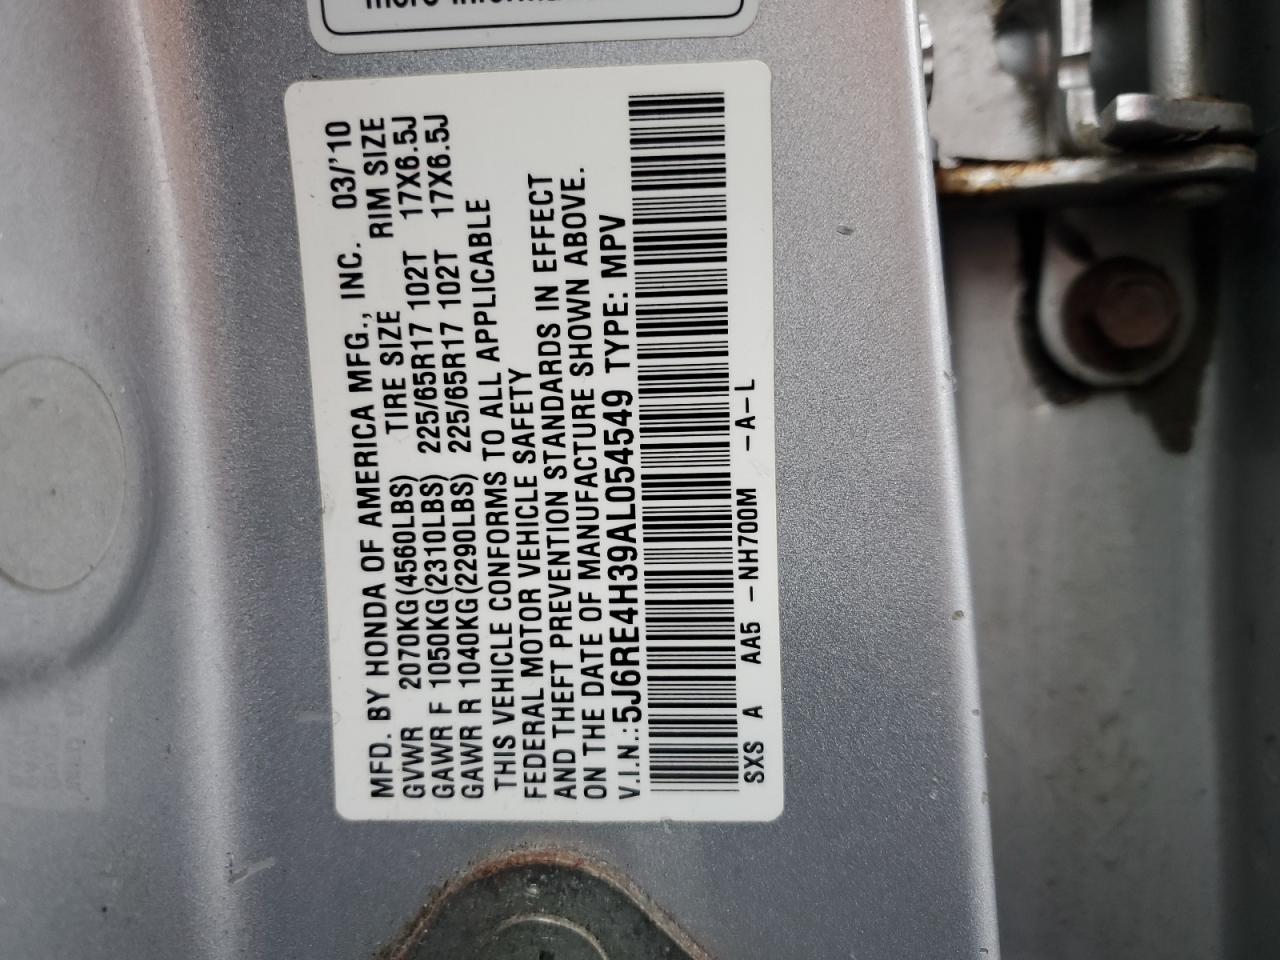 MFD. BY HONDA OF AMERICA MFG., INC. 03/'10
GVWR 2070KG(4560LBS) TIRE SIZE RIM SIZE
GAWR F 1050KG(2310LBS) 225/65R17 102T 17X6.5J
GAWR R 1040KG(2290LBS) 225/65R17 102T 17X6.5J
THIS VEHICLE CONFORMS TO ALL APPLICABLE
FEDERAL MOTOR VEHICLE SAFETY
AND THEFT PREVENTION STANDARDS IN EFFECT
ON THE DATE OF MANUFACTURE SHOWN ABOVE.
V.I.N.: 5J6RE4H39AL054549 TYPE: MPV
SXS A AA5 -NH700M -A-L